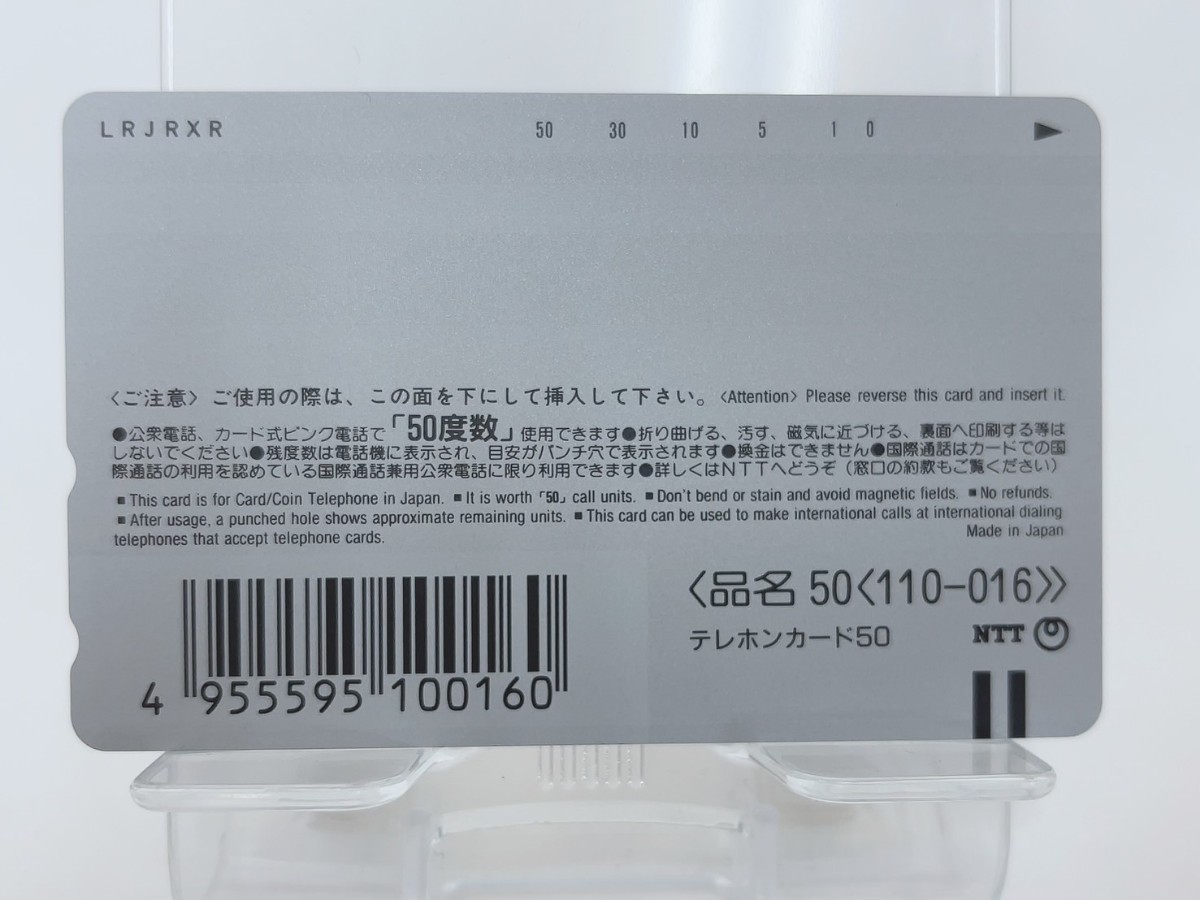 LRJRXR 50 30 10 5 1 0
〈ご注意〉ご使用の際は、この面を下にして挿入して下さい。〈Attention〉Please reverse this card and insert it.
●公衆電話、カード式ピンク電話で「50度数」使用できます●折り曲げる、汚す、磁気に近づける、裏面へ印刷する等は
しないでください●残度数は電話機に表示され、目安がパンチ穴で表示されます●換金はできません●国際通話はカードでの国
際通話の利用を認めている国際通話兼用公衆電話に限り利用できます●詳しくはNTTへどうぞ（窓口の約款もご覧ください）
■This card is for Card/Coin Telephone in Japan. ■It is worth「50」call units. ■Don't bend or stain and avoid magnetic fields. ■No refunds.
■After usage, a punched hole shows approximate remaining units. ■This card can be used to make international calls at international dialing
telephones that accept telephone cards. Made in Japan
〈品名 50〈110-016〉〉
テレホンカード50 NTT
4 955595 100160